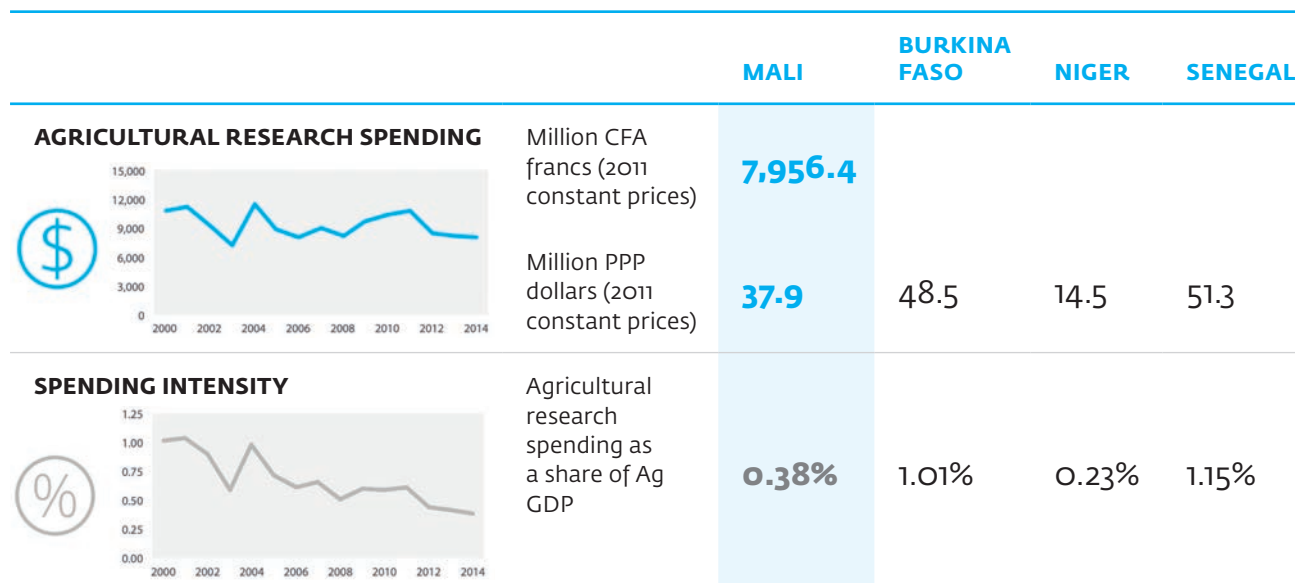 MALI
BURKINA
FASO
NIGER
SENEGAL
AGRICULTURAL RESEARCH SPENDING
15,000
12,000
9,000
6,000
3,000
0
2000 2002 2004 2006 2008 2010 2012 2014
$
Million CFA
francs (2011
constant prices)
7,956.4
Million PPP
dollars (2011
constant prices)
37.9
48.5
14.5
51.3
SPENDING INTENSITY
1.25
1.00
0.75
0.50
0.25
0.00
2000 2002 2004 2006 2008 2010 2012 2014
%
Agricultural
research
spending as
a share of Ag
GDP
0.38%
1.01%
0.23%
1.15%